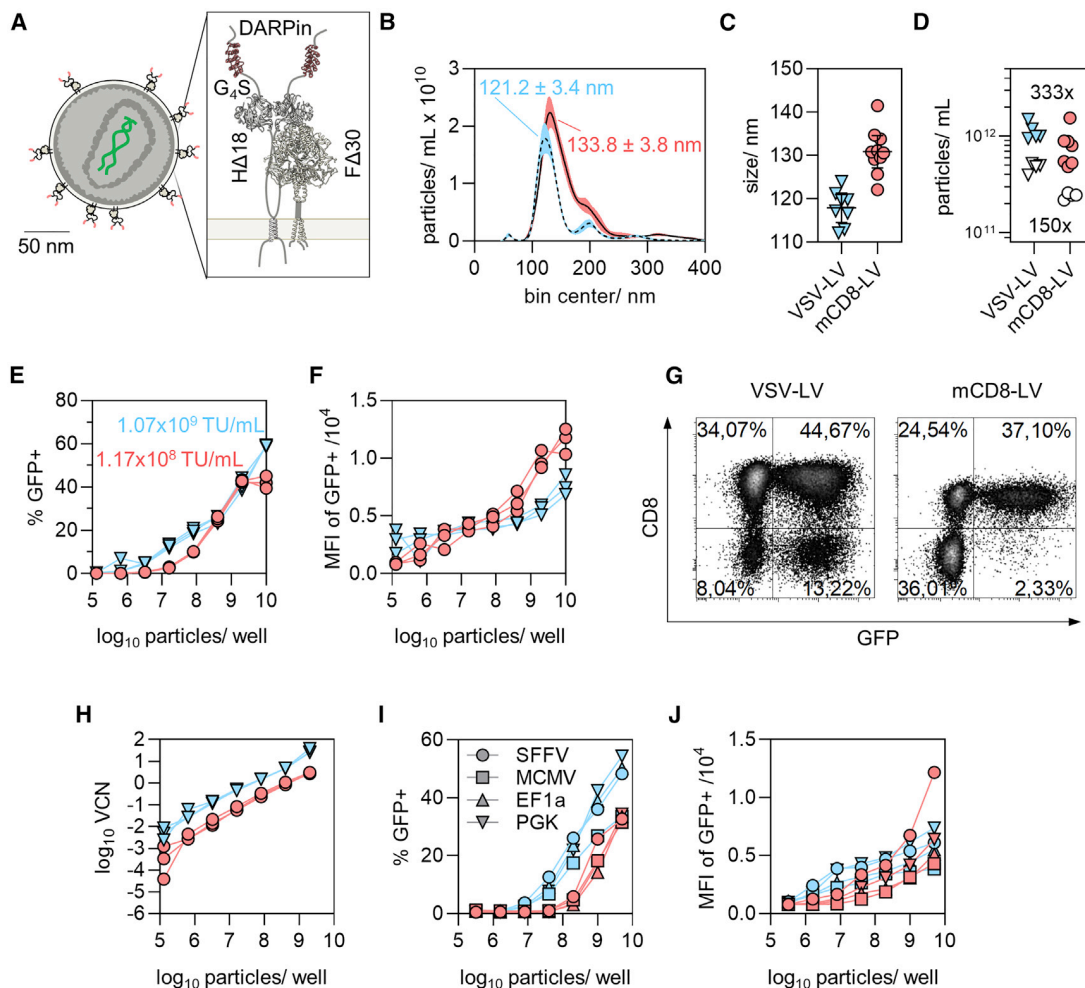 A
DARPin
G4S
HΔ18
FΔ30
50 nm
B
121.2 ± 3.4 nm
133.8 ± 3.8 nm
particles/ mL x 10^10
3
2
1
0
0 100 200 300 400
bin center/ nm
C
size/ nm
150
140
130
120
110
VSV-LV
mCD8-LV
D
particles/ mL
333x
10^12
10^11
150x
VSV-LV
mCD8-LV
E
% GFP+
80
60
40
20
0
1.07x10^9 TU/mL
1.17x10^8 TU/mL
5 6 7 8 9 10
log10 particles/ well
F
MFI of GFP+ /10^4
1.5
1.0
0.5
0.0
5 6 7 8 9 10
log10 particles/ well
G
VSV-LV
mCD8-LV
34,07% 44,67%
24,54% 37,10%
CD8
8,04% 13,22%
36,01% 2,33%
GFP
H
log10 VCN
2
1
0
-1
-2
-3
-4
-5
-6
5 6 7 8 9 10
log10 particles/ well
I
% GFP+
60
40
20
0
SFFV
MCMV
EF1a
PGK
5 6 7 8 9 10
log10 particles/ well
J
MFI of GFP+ /10^4
1.5
1.0
0.5
0.0
5 6 7 8 9 10
log10 particles/ well